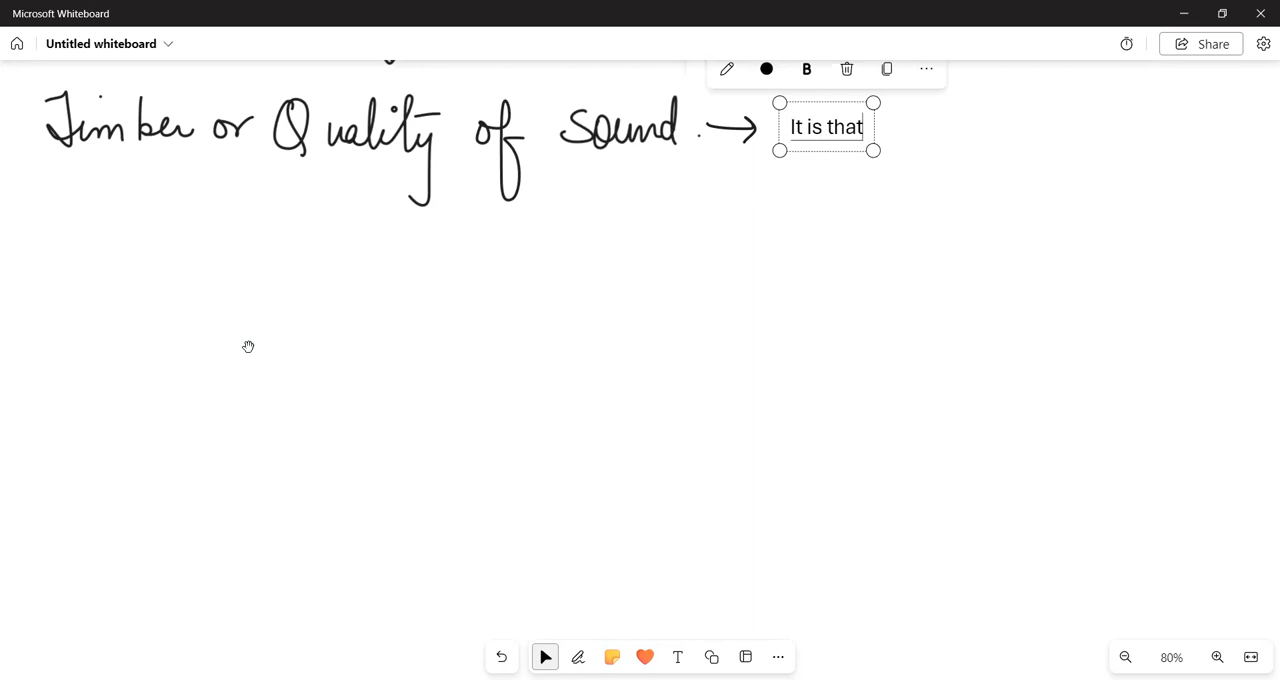 Microsoft Whiteboard
Untitled whiteboard
Share
B
Timber or Quality of Sound. → It is that
T
80%